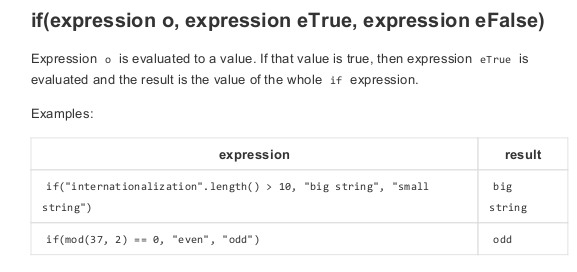 if(expression o, expression eTrue, expression eFalse)
Expression o is evaluated to a value. If that value is true, then expression eTrue is
evaluated and the result is the value of the whole if expression.
Examples:
expression result
if("internationalization".length() > 10, "big string", "small
string")
big
string
if(mod(37, 2) == 0, "even", "odd") odd